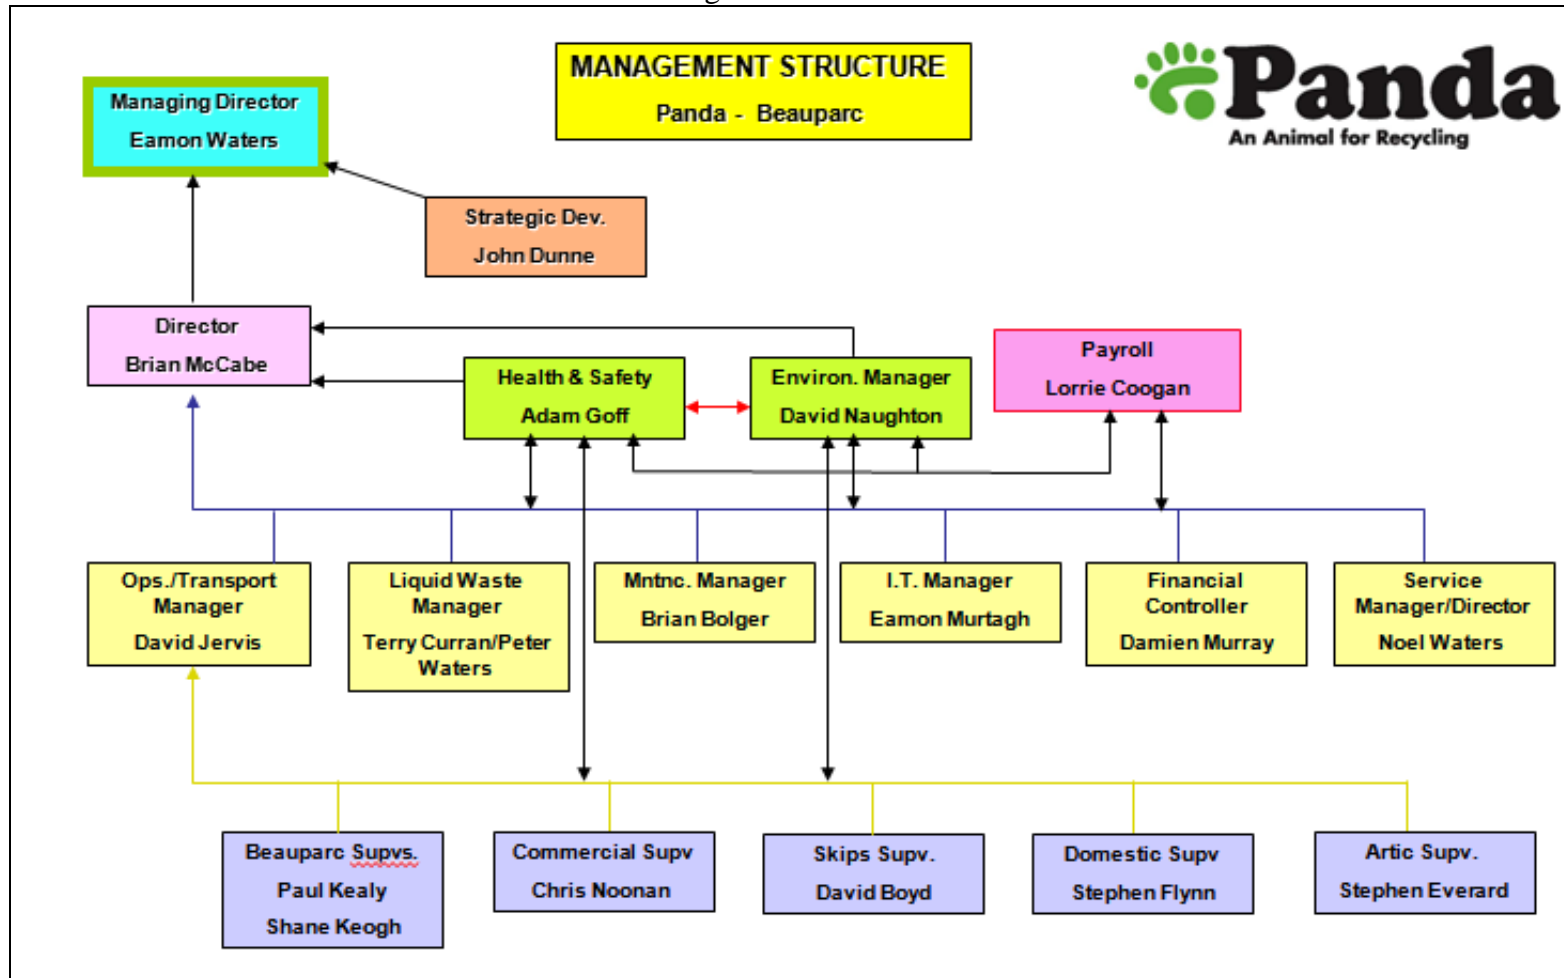 MANAGEMENT STRUCTURE
Panda - Beauparc
Panda
An Animal for Recycling
Managing Director
Eamon Waters
Strategic Dev.
John Dunne
Director
Brian McCabe
Health & Safety
Adam Goff
Environ. Manager
David Naughton
Payroll
Lorrie Coogan
Ops./Transport
Manager
David Jervis
Liquid Waste
Manager
Terry Curran/Peter
Waters
Mntnc. Manager
Brian Bolger
I.T. Manager
Eamon Murtagh
Financial
Controller
Damien Murray
Service
Manager/Director
Noel Waters
Beauparc Supvs.
Paul Kealy
Shane Keogh
Commercial Supv
Chris Noonan
Skips Supv.
David Boyd
Domestic Supv
Stephen Flynn
Artic Supv.
Stephen Everard